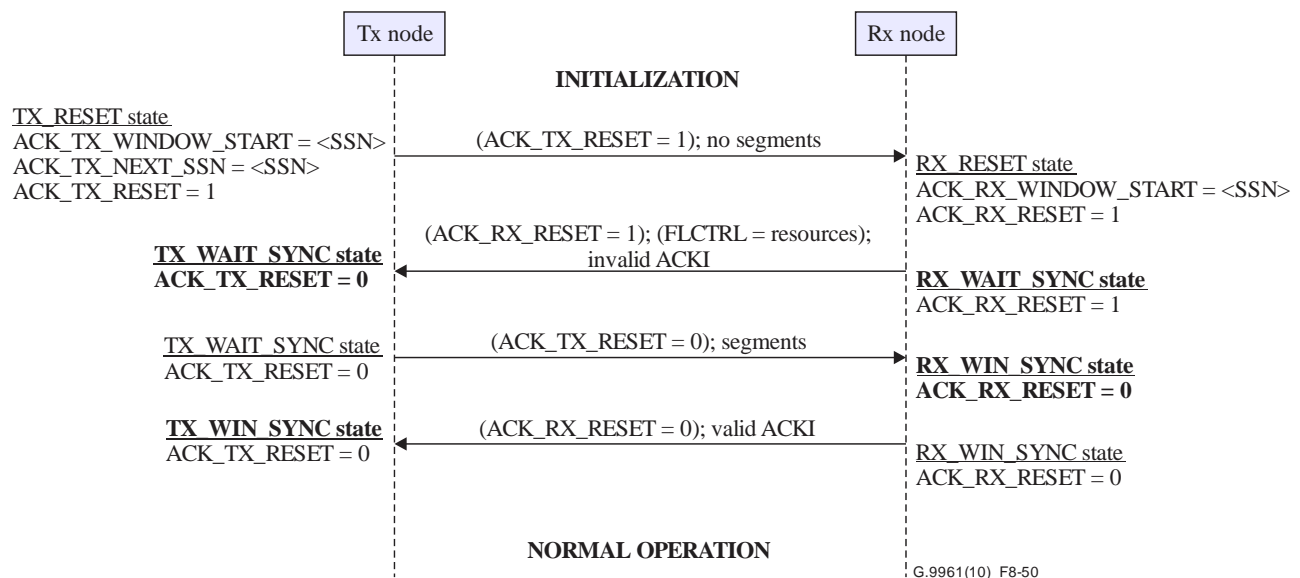 Tx node
Rx node
INITIALIZATION
TX_RESET state
ACK_TX_WINDOW_START = <SSN>
ACK_TX_NEXT_SSN = <SSN>
ACK_TX_RESET = 1
(ACK_TX_RESET = 1); no segments
RX_RESET state
ACK_RX_WINDOW_START = <SSN>
ACK_RX_RESET = 1
(ACK_RX_RESET = 1); (FLCTRL = resources);
invalid ACKI
TX_WAIT_SYNC state
ACK_TX_RESET = 0
RX_WAIT_SYNC state
ACK_RX_RESET = 1
TX_WAIT_SYNC state
ACK_TX_RESET = 0
(ACK_TX_RESET = 0); segments
RX_WIN_SYNC state
ACK_RX_RESET = 0
TX_WIN_SYNC state
ACK_TX_RESET = 0
(ACK_RX_RESET = 0); valid ACKI
RX_WIN_SYNC state
ACK_RX_RESET = 0
NORMAL OPERATION
G.9961(10)_F8-50